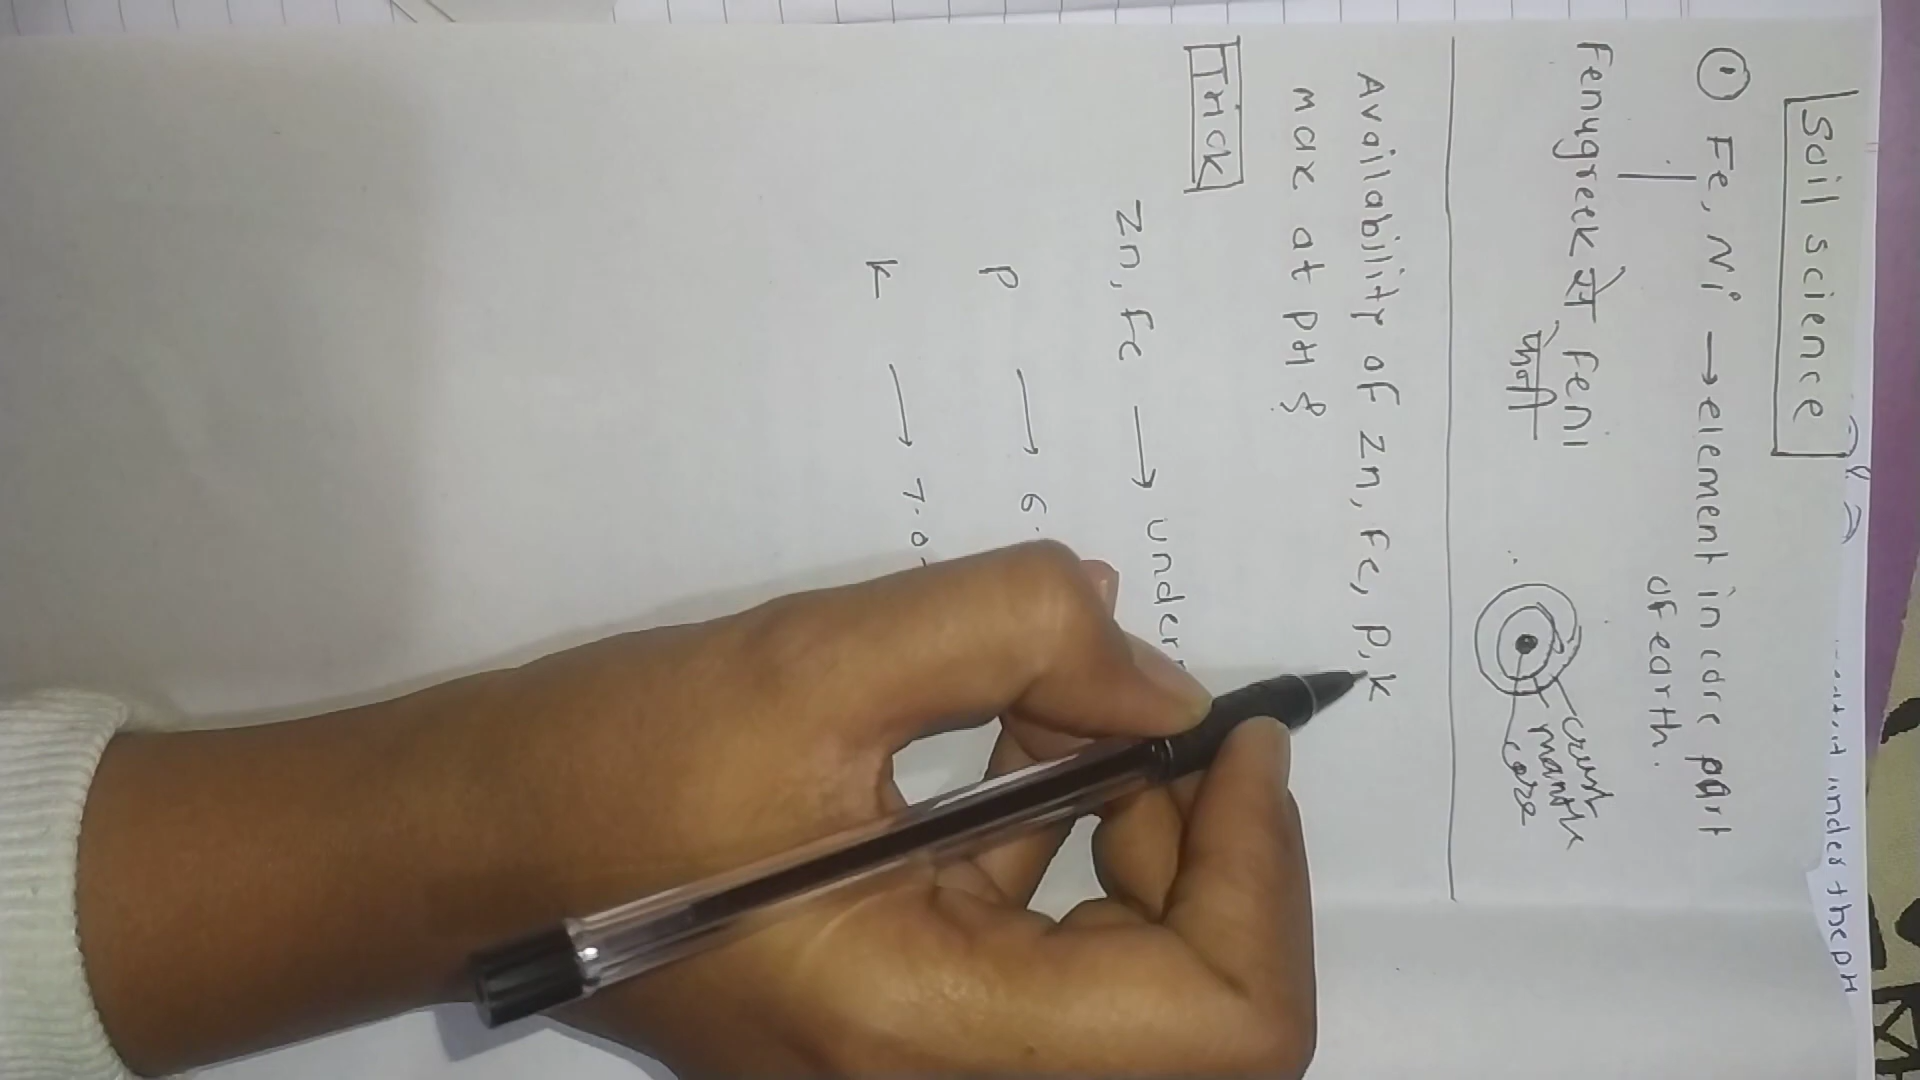 Soil science
① Fe, Ni → element in core part
of earth.
Fenugreek से Feni
crust
mantle
core
Availability of Zn, Fe, P, K
max at pH
Trick
Zn, Fe → under
P → 6.
K → 7.0
under the pH